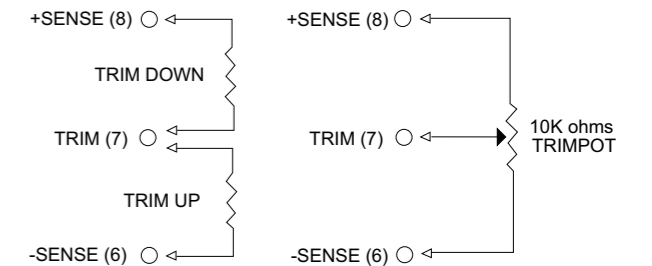 +SENSE (8)
TRIM DOWN
TRIM (7)
TRIM UP
-SENSE (6)
+SENSE (8)
TRIM (7)
10K ohms
TRIMPOT
-SENSE (6)